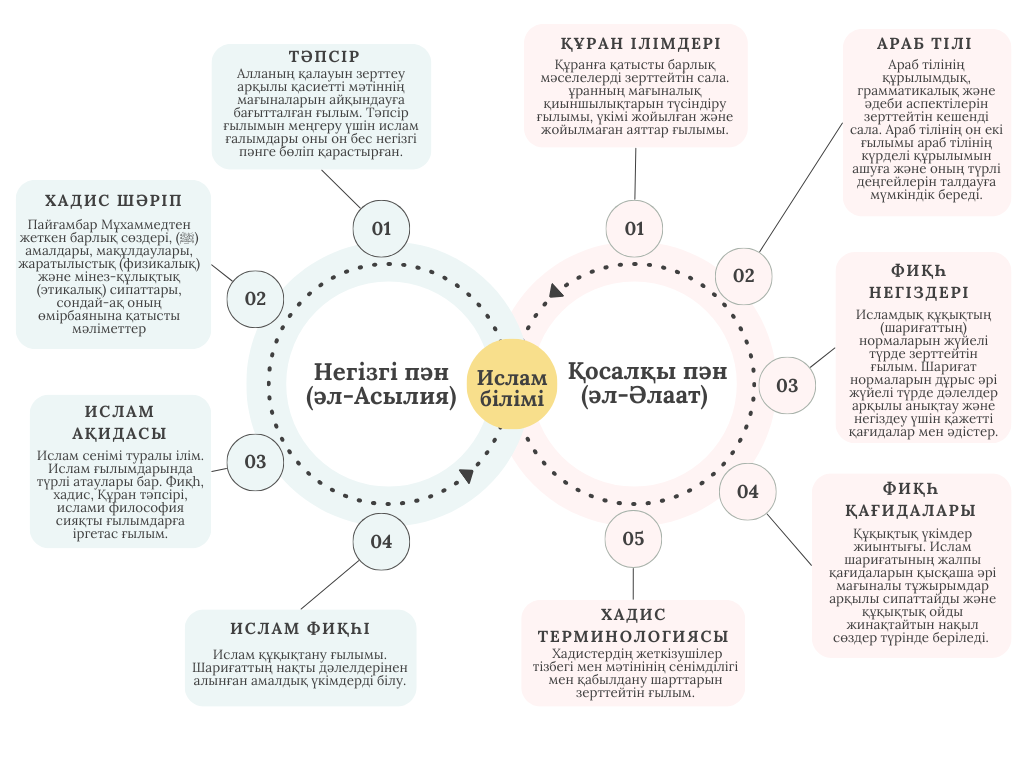 ТӘПСІР
Алланың қалауын зерттеу
арқылы қасиетті мәтіннің
мағыналарын айқындауға
бағытталған ғылым. Тәпсір
ғылымын меңгеру үшін ислам
ғалымдары оны он бес негізгі
пәнге бөліп қарастырған.
01
ХАДИС ШӘРІП
Пайғамбар Мұхаммедтен
жеткен барлық сөздері, (ﷺ)
амалдары, мақұлдаулары,
жаратылыстық (физикалық)
және мінез-құлықтық
(этикалық) сипаттары,
сондай-ақ оның
өмірбаянына қатысты
мәліметтер
02
ИСЛАМ
АҚИДАСЫ
Ислам сенімі туралы ілім.
Ислам ғылымдарында
түрлі атаулары бар. Фиқһ,
хадис, Құран тәпсірі,
ислами философия
сияқты ғылымдарға
іргетас ғылым.
03
04
ИСЛАМ ФИҚҺІ
Ислам құқықтану ғылымы.
Шариғаттың нақты дәлелдерінен
алынған амалдық үкімдерді білу.
Негізгі пән
(әл-Асылия)
Ислам
білімі
Қосалқы пән
(әл-Әлаат)
ҚҰРАН ІЛІМДЕРІ
Құранға қатысты барлық
мәселелерді зерттейтін сала.
ұранның мағыналық
қиыншылықтарын түсіндіру
ғылымы, үкімі жойылған және
жойылмаған аяттар ғылымы.
01
АРАБ ТІЛІ
Араб тілінің
құрылымдық,
грамматикалық және
әдеби аспектілерін
зерттейтін кешенді
сала. Араб тілінің он екі
ғылымы араб тілінің
күрделі құрылымын
ашуға және оның түрлі
деңгейлерін талдауға
мүмкіндік береді.
02
ФИҚҺ
НЕГІЗДЕРІ
Исламдық құқықтың
(шариғаттың)
нормаларын жүйелі
түрде зерттейтін
ғылым. Шариғат
нормаларын дұрыс әрі
жүйелі түрде дәлелдер
арқылы анықтау және
негіздеу үшін қажетті
қағидалар мен әдістер.
03
ФИҚҺ
ҚАҒИДАЛАРЫ
Құқықтық үкімдер
жиынтығы. Ислам
шариғатының жалпы
қағидаларын қысқаша әрі
мағыналы тұжырымдар
арқылы сипаттайды және
құқықтық ойды
жинақтайтын нақыл
сөздер түрінде беріледі.
04
05
ХАДИС
ТЕРМИНОЛОГИЯСЫ
Хадистердің жеткізушілер
тізбегі мен мәтінінің сенімділігі
мен қабылдану шарттарын
зерттейтін ғылым.